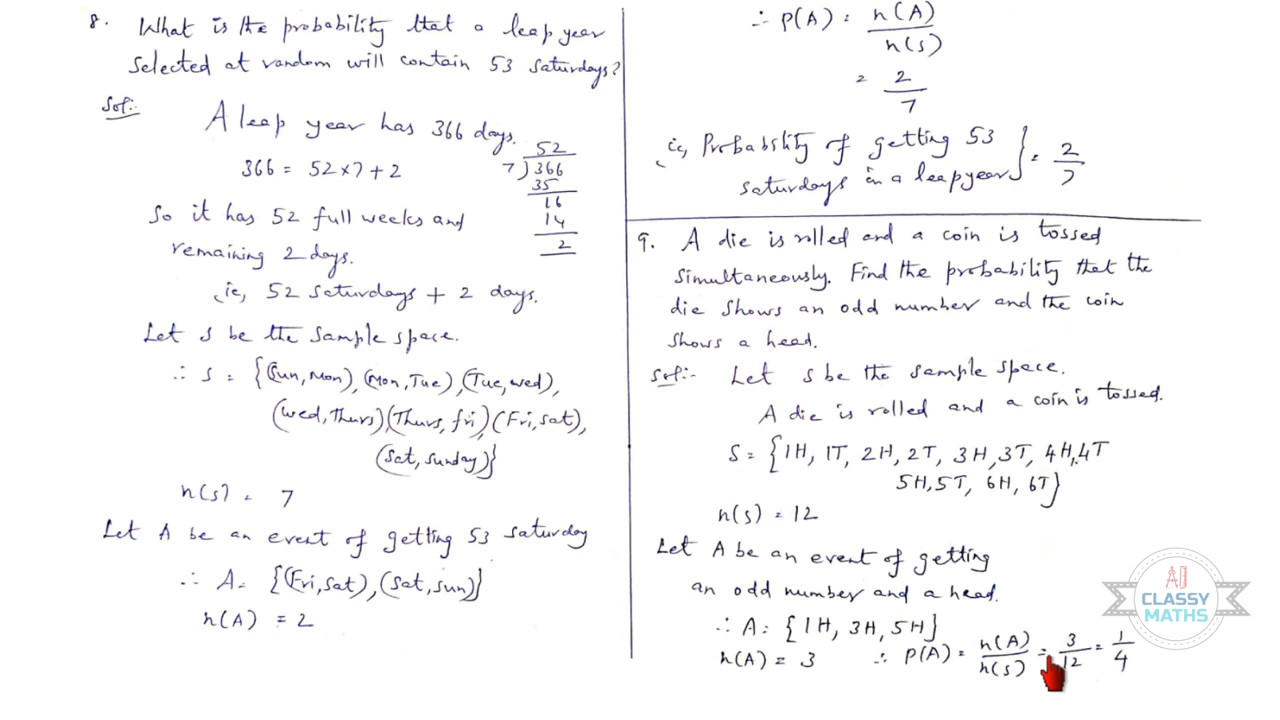 8. What is the probability that a leap year
selected at random will contain 53 Saturdays?
Sol:-
A leap year has 366 days.
366 = 52×7+2
52
7)366
35
16
14
2
So it has 52 full weeks and
remaining 2 days.
ie, 52 Saturdays + 2 days.
Let S be the sample space.
∴ S = {(Sun, Mon), (Mon, Tue), (Tue, wed),
(wed, Thurs), (Thurs, fri), (Fri, Sat),
(Sat, Sunday)}
n(S) = 7
Let A be an event of getting 53 Saturday
∴ A = {(Fri, Sat), (Sat, Sun)}
n(A) = 2
∴ P(A) = n(A)/n(S)
= 2/7
ie, Probability of getting 53
Saturdays in a leap year} = 2/7
9. A die is rolled and a coin is tossed
simultaneously. Find the probability that the
die shows an odd number and the coin
shows a head.
Sol:- Let S be the sample space.
A die is rolled and a coin is tossed.
S = {1H, 1T, 2H, 2T, 3H, 3T, 4H, 4T
5H, 5T, 6H, 6T}
n(S) = 12
Let A be an event of getting
an odd number and a head.
∴ A = {1H, 3H, 5H}
n(A) = 3 ∴ P(A) = n(A)/n(S) = 3/12 = 1/4
AD
CLASSY
MATHS